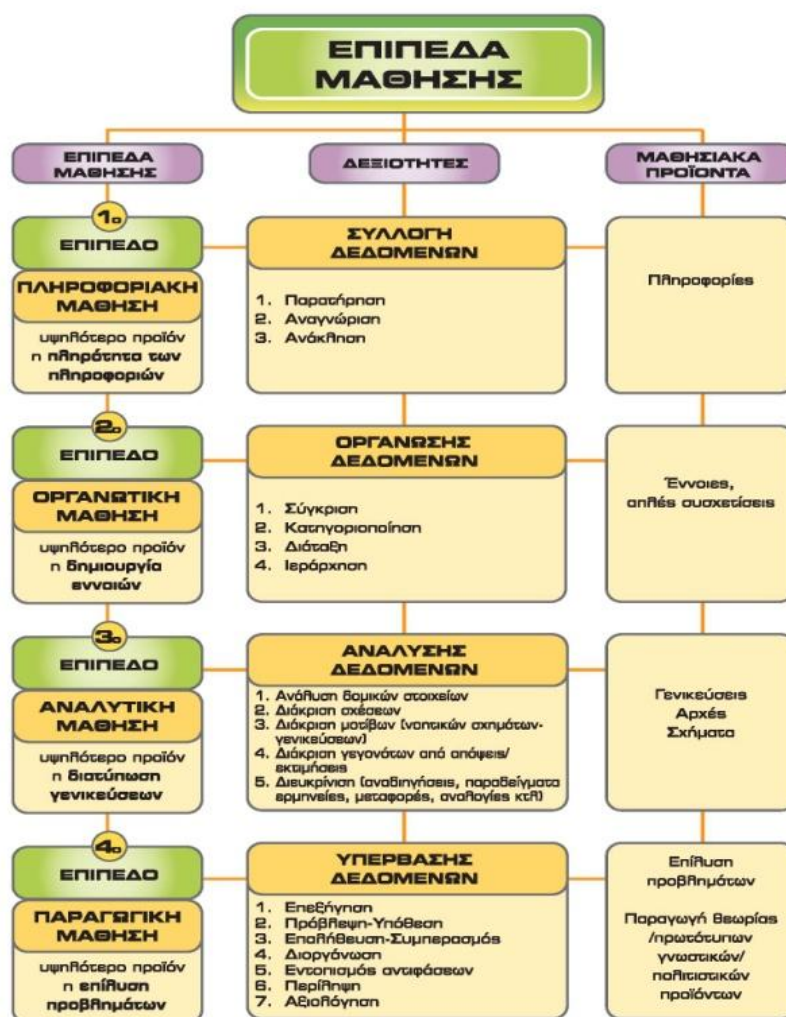 ΕΠΙΠΕΔΑ
ΜΑΘΗΣΗΣ
ΕΠΙΠΕΔΑ
ΜΑΘΗΣΗΣ
ΔΕΞΙΟΤΗΤΕΣ
ΜΑΘΗΣΙΑΚΑ
ΠΡΟΪΟΝΤΑ
1ο
ΕΠΙΠΕΔΟ
ΠΛΗΡΟΦΟΡΙΑΚΗ
ΜΑΘΗΣΗ
υψηλότερο προϊόν
η πληρότητα των
πληροφοριών
ΣΥΛΛΟΓΗ
ΔΕΔΟΜΕΝΩΝ
1. Παρατήρηση
2. Αναγνώριση
3. Ανάκληση
Πληροφορίες
2ο
ΕΠΙΠΕΔΟ
ΟΡΓΑΝΩΤΙΚΗ
ΜΑΘΗΣΗ
υψηλότερο προϊόν
η δημιουργία
εννοιών
ΟΡΓΑΝΩΣΗΣ
ΔΕΔΟΜΕΝΩΝ
1. Σύγκριση
2. Κατηγοριοποίηση
3. Διάταξη
4. Ιεράρχηση
Έννοιες,
απλές συσχετίσεις
3ο
ΕΠΙΠΕΔΟ
ΑΝΑΛΥΤΙΚΗ
ΜΑΘΗΣΗ
υψηλότερο προϊόν
η διατύπωση
γενικεύσεων
ΑΝΑΛΥΣΗΣ
ΔΕΔΟΜΕΝΩΝ
1. Ανάλυση δομικών στοιχείων
2. Διάκριση σχέσεων
3. Διάκριση μοτίβων (νοητικών σχημάτων-
γενικεύσεων)
4. Διάκριση γεγονότων από απόψεις/
εκτιμήσεις
5. Διευκρίνιση (αναδιηγήσεις, παραδείγματα
ερμηνείες, μεταφορές, αναλογίες κτλ)
Γενικεύσεις
Αρχές
Σχήματα
4ο
ΕΠΙΠΕΔΟ
ΠΑΡΑΓΩΓΙΚΗ
ΜΑΘΗΣΗ
υψηλότερο προϊόν
η επίλυση
προβλημάτων
ΥΠΕΡΒΑΣΗΣ
ΔΕΔΟΜΕΝΩΝ
1. Επεξήγηση
2. Πρόβλεψη-Υπόθεση
3. Επαλήθευση-Συμπερασμός
4. Διοργάνωση
5. Εντοπισμός αντιφάσεων
6. Περίληψη
7. Αξιολόγηση
Επίλυση
προβλημάτων
Παραγωγή θεωρίας
/πρωτότυπων
γνωστικών/
πολιτιστικών
προϊόντων